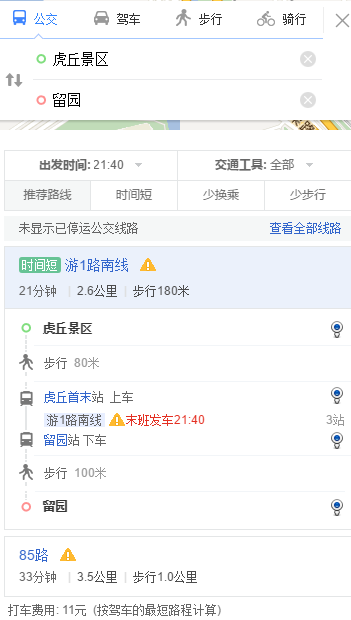 公交 驾车 步行 骑行
虎丘景区
留园
出发时间: 21:40 交通工具: 全部
推荐路线 时间短 少换乘 少步行
未显示已停运公交线路 查看全部线路
时间短 游1路南线
21分钟 | 2.6公里 | 步行180米
虎丘景区
步行 80米
虎丘首末站 上车
游1路南线 末班发车21:40 3站
留园站 下车
步行 100米
留园
85路
33分钟 | 3.5公里 | 步行1.0公里
打车费用: 11元 (按驾车的最短路程计算)